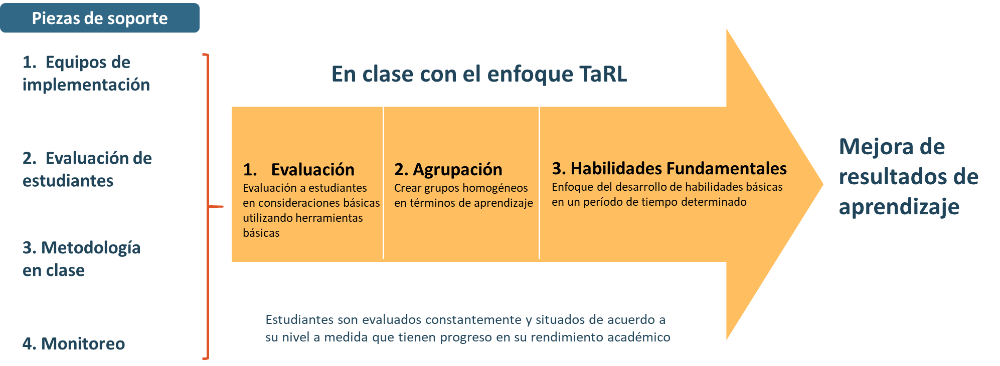 Piezas de soporte
1. Equipos de
implementación
2. Evaluación de
estudiantes
3. Metodología
en clase
4. Monitoreo
En clase con el enfoque TaRL
1. Evaluación
Evaluación a estudiantes
en consideraciones básicas
utilizando herramientas
básicas
2. Agrupación
Crear grupos homogéneos
en términos de aprendizaje
3. Habilidades Fundamentales
Enfoque del desarrollo de habilidades básicas
en un período de tiempo determinado
Estudiantes son evaluados constantemente y situados de acuerdo a
su nivel a medida que tienen progreso en su rendimiento académico
Mejora de
resultados de
aprendizaje